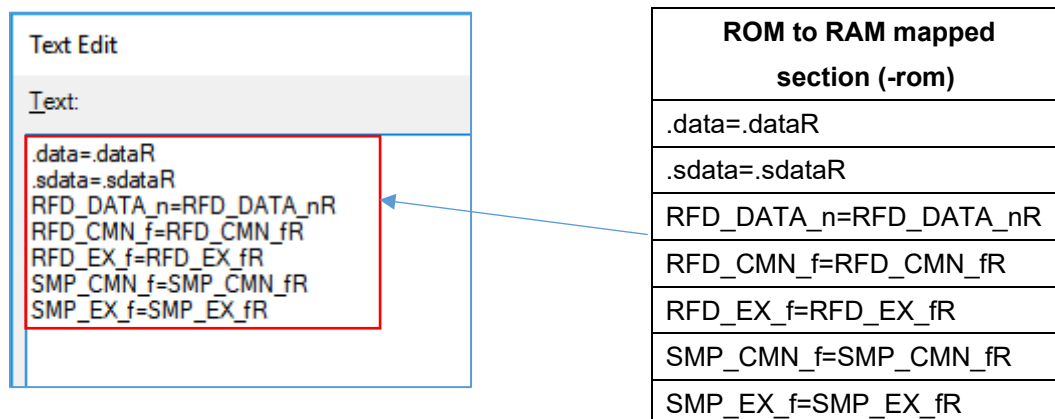 Text Edit
Text:
.data=.dataR
.sdata=.sdataR
RFD_DATA_n=RFD_DATA_nR
RFD_CMN_f=RFD_CMN_fR
RFD_EX_f=RFD_EX_fR
SMP_CMN_f=SMP_CMN_fR
SMP_EX_f=SMP_EX_fR
ROM to RAM mapped
section (-rom)
.data=.dataR
.sdata=.sdataR
RFD_DATA_n=RFD_DATA_nR
RFD_CMN_f=RFD_CMN_fR
RFD_EX_f=RFD_EX_fR
SMP_CMN_f=SMP_CMN_fR
SMP_EX_f=SMP_EX_fR